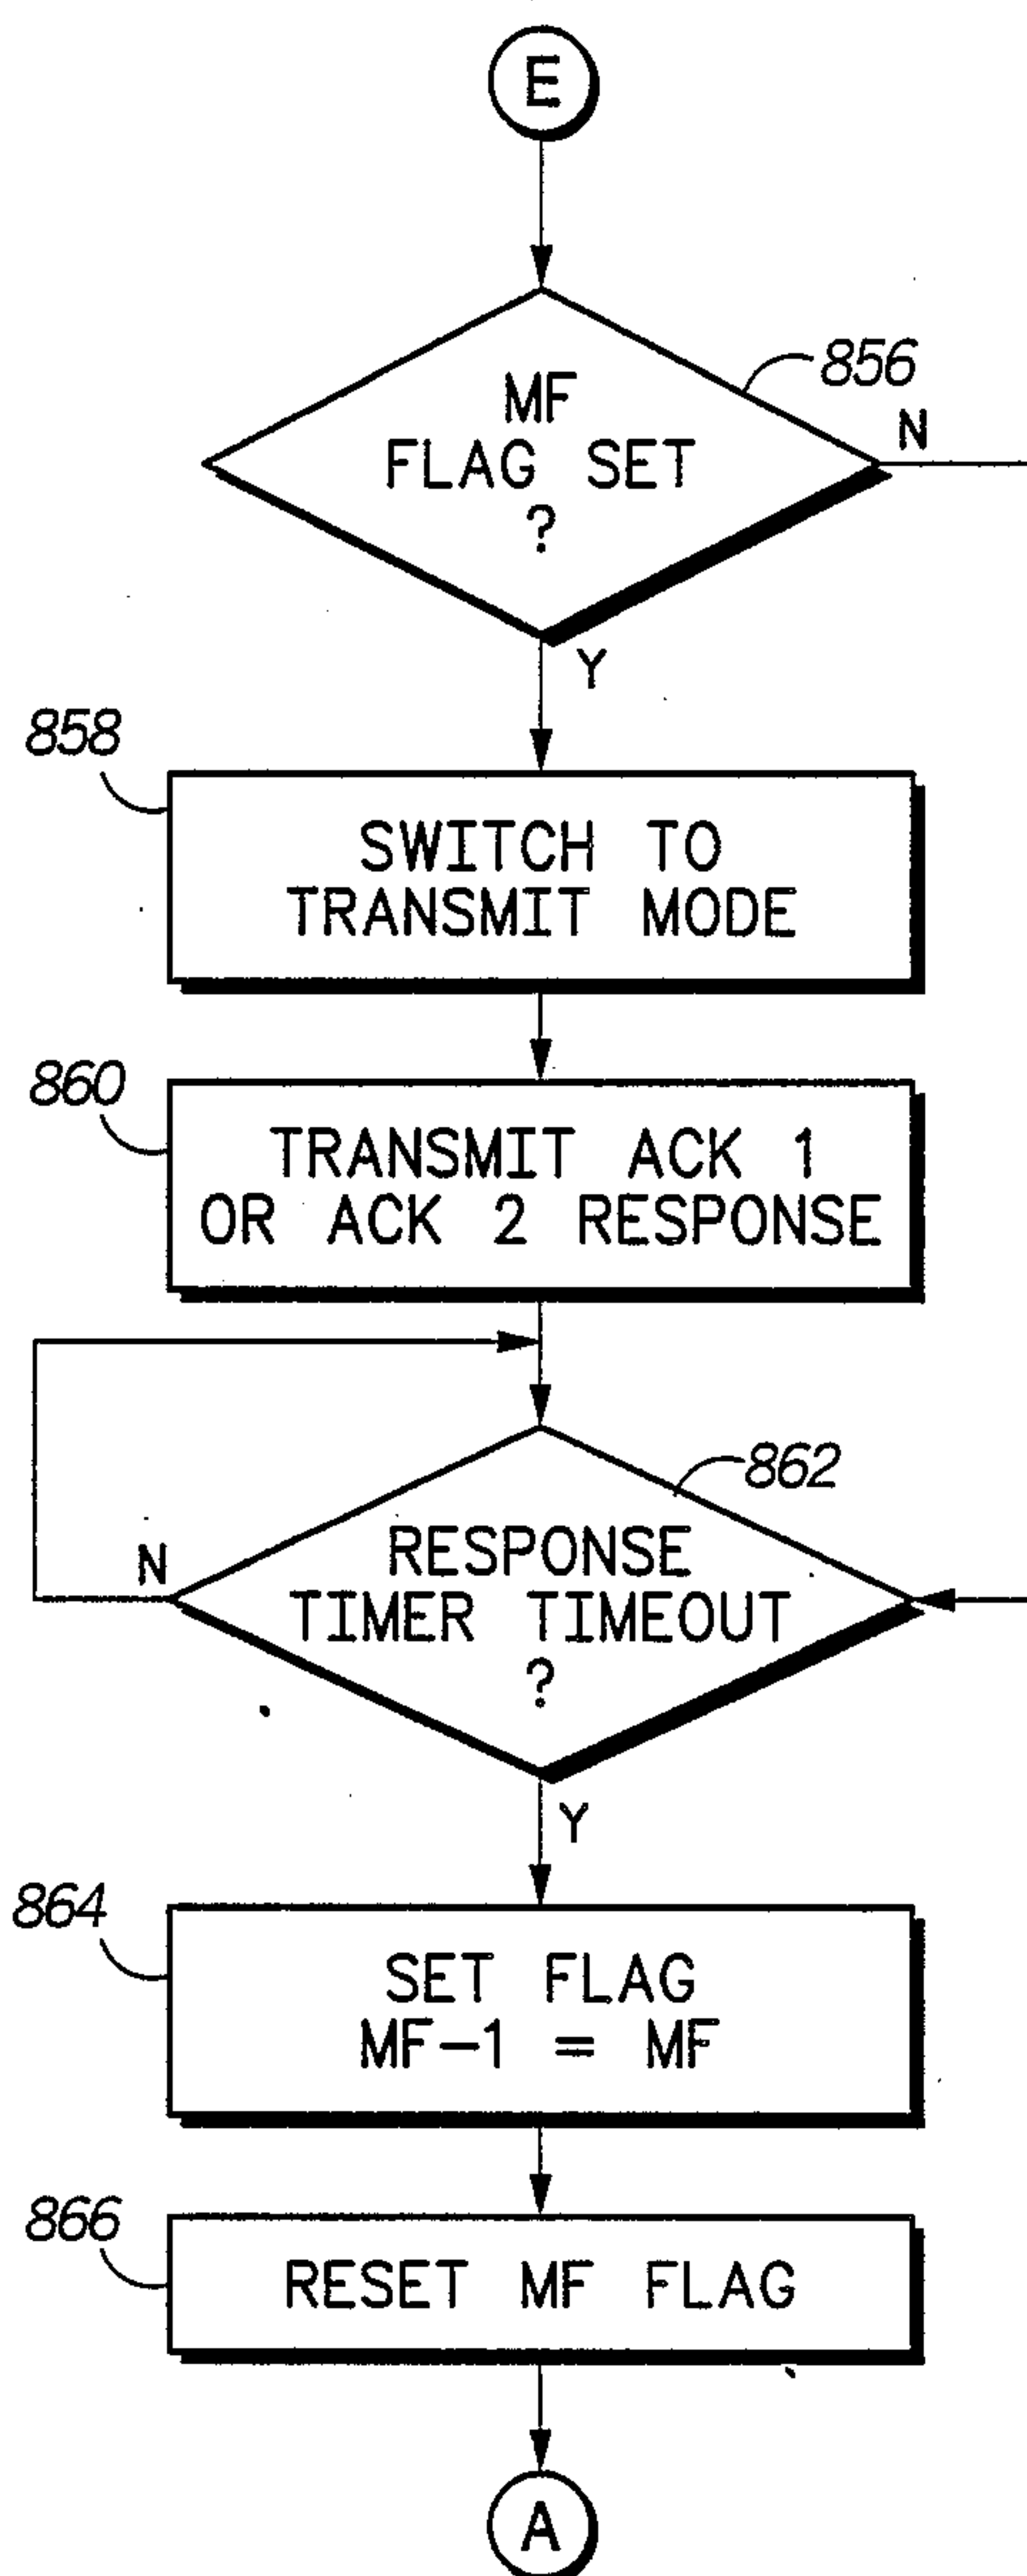 E
856
MF
FLAG SET
?
N
Y
858
SWITCH TO
TRANSMIT MODE
860
TRANSMIT ACK 1
OR ACK 2 RESPONSE
862
RESPONSE
TIMER TIMEOUT
?
N
Y
864
SET FLAG
MF-1 = MF
866
RESET MF FLAG
A